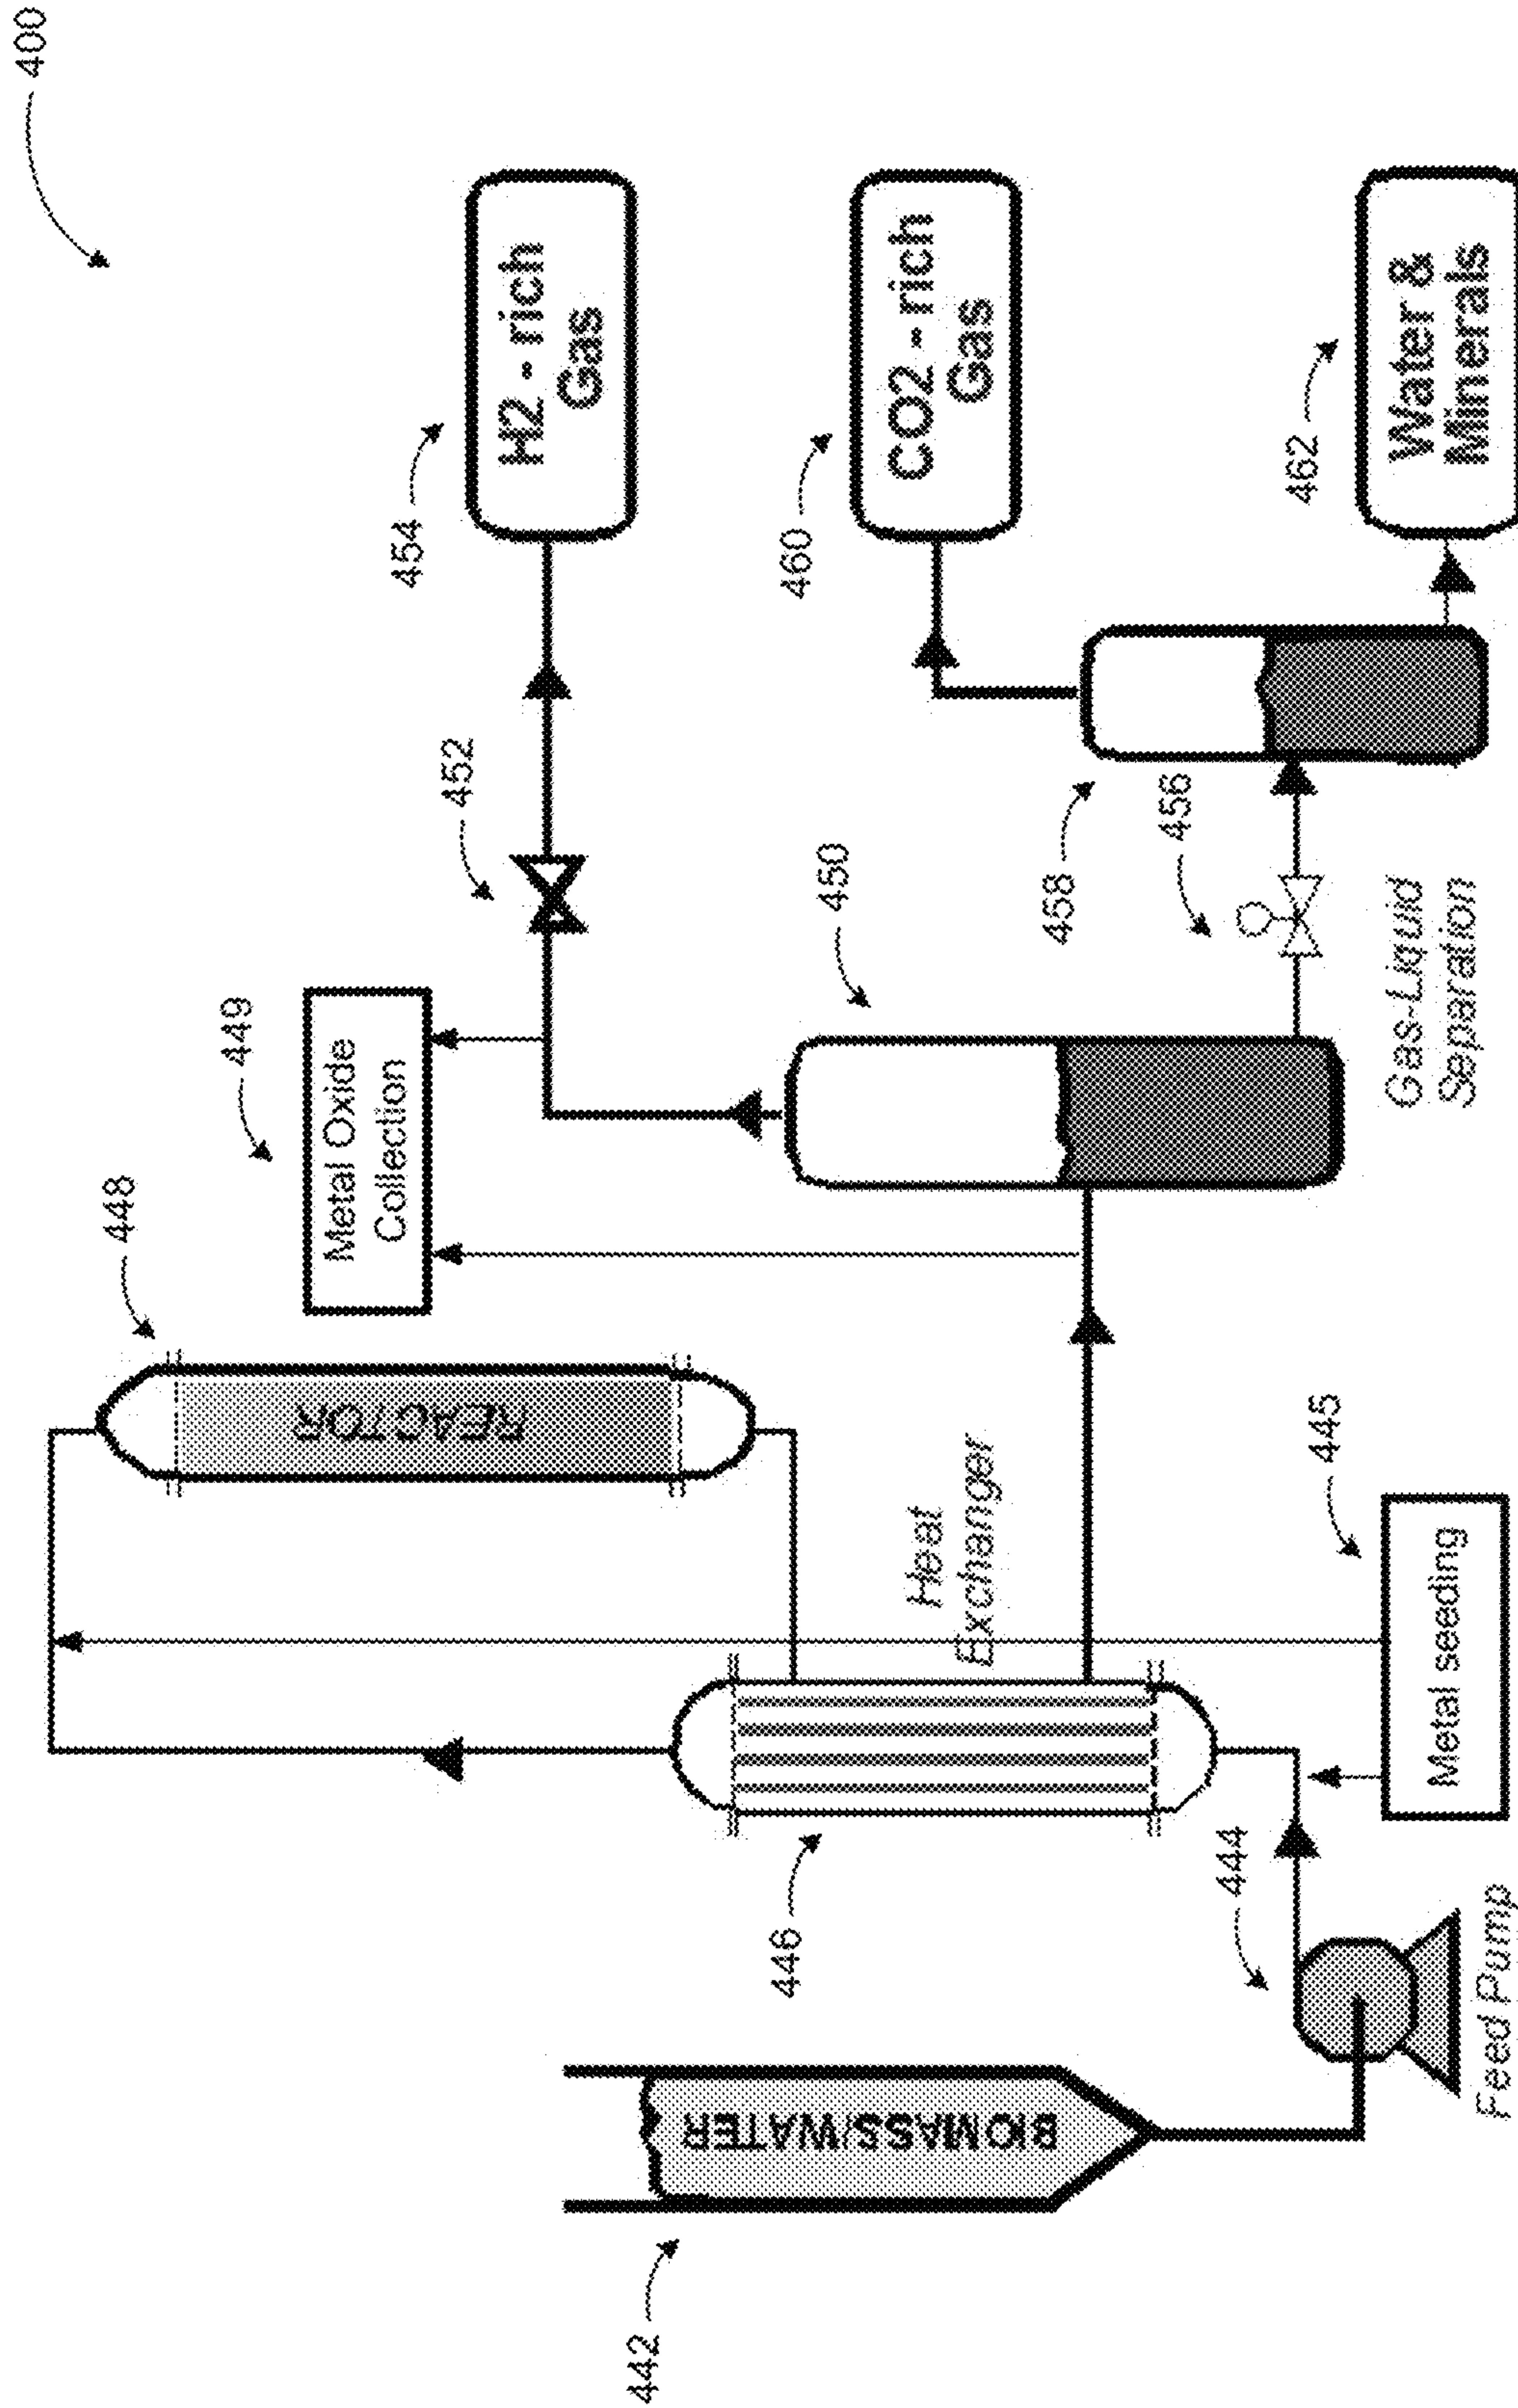 400
448
449
Metal Oxide
Collection
452
454
H2 - rich
Gas
REACTOR
442
BIOMASS/WATER
446
Heat
Exchanger
450
460
CO2 - rich
Gas
458
456
462
Water &
Minerals
Gas-Liquid
Separation
444
Feed Pump
445
Metal seeding